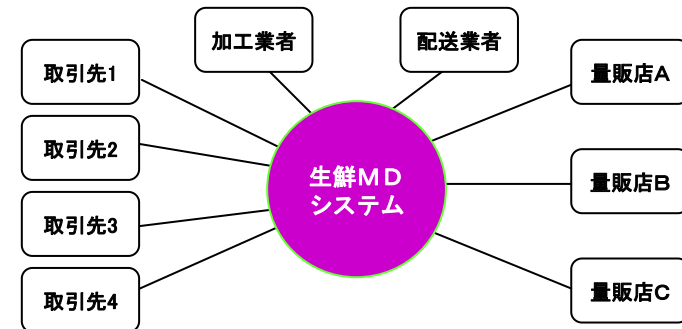 加工業者
配送業者
取引先1
取引先2
取引先3
取引先4
生鮮ＭＤ
システム
量販店A
量販店B
量販店C